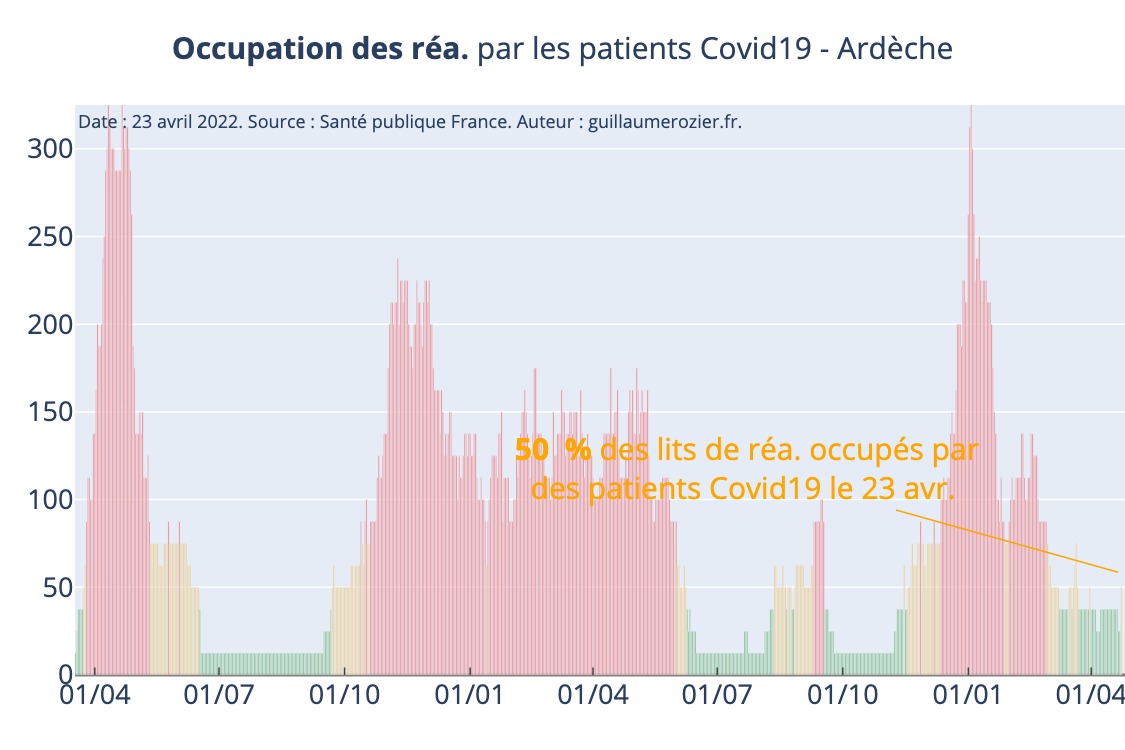 Occupation des réa. par les patients Covid19 - Ardèche
Date : 23 avril 2022. Source : Santé publique France. Auteur : guillaumerozier.fr.
300
250
200
150
100
50
0
50 % des lits de réa. occupés par
des patients Covid19 le 23 avr.
01/04 01/07 01/10 01/01 01/04 01/07 01/10 01/01 01/04